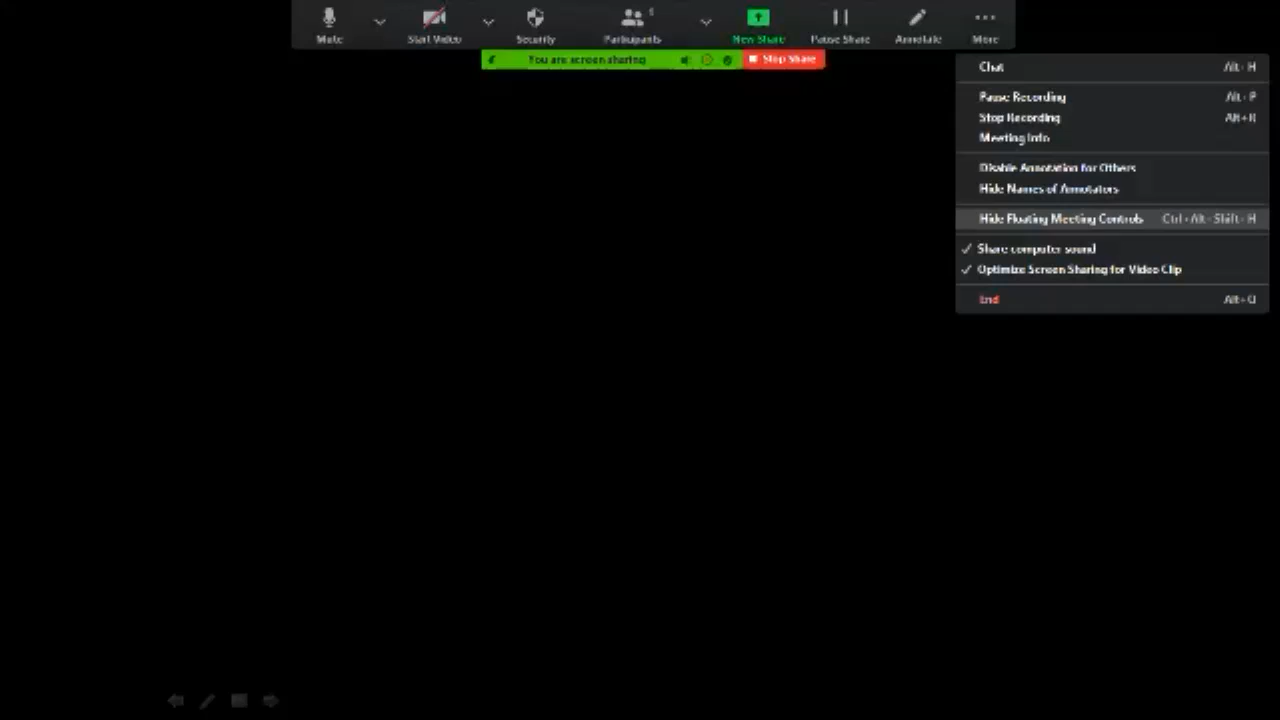 Mute
Start Video
Security
Participants
1
New Share
Pause Share
Annotate
More
You are screen sharing
Stop Share
Chat Alt+H
Pause Recording Alt+P
Stop Recording Alt+R
Meeting Info
Disable Annotation for Others
Hide Names of Annotators
Hide Floating Meeting Controls Ctrl+Alt+Shift+H
Share computer sound
Optimize Screen Sharing for Video Clip
End Alt+Q